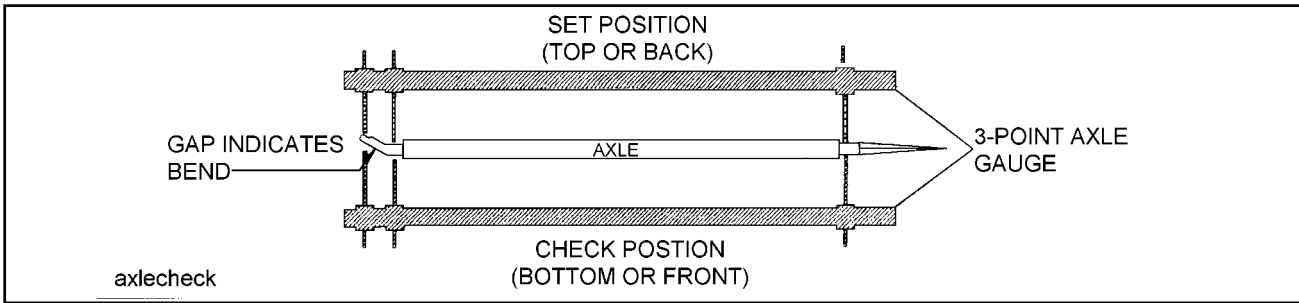 SET POSITION
(TOP OR BACK)
GAP INDICATES
BEND
AXLE
3-POINT AXLE
GAUGE
CHECK POSTION
(BOTTOM OR FRONT)
axlecheck